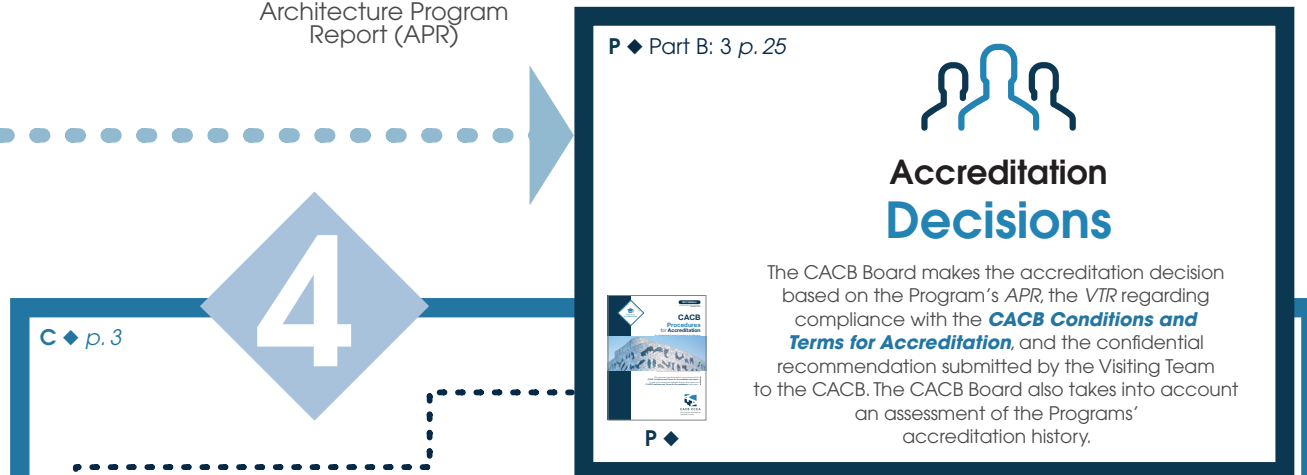 Architecture Program
Report (APR)
P ◆ Part B: 3 p. 25
Accreditation
Decisions
The CACB Board makes the accreditation decision
based on the Program's APR, the VTR regarding
compliance with the CACB Conditions and
Terms for Accreditation, and the confidential
recommendation submitted by the Visiting Team
to the CACB. The CACB Board also takes into account
an assessment of the Programs'
accreditation history.
CACB
Procedures
for Accreditation
CACB CCCA
P ◆
4
C ◆ p. 3